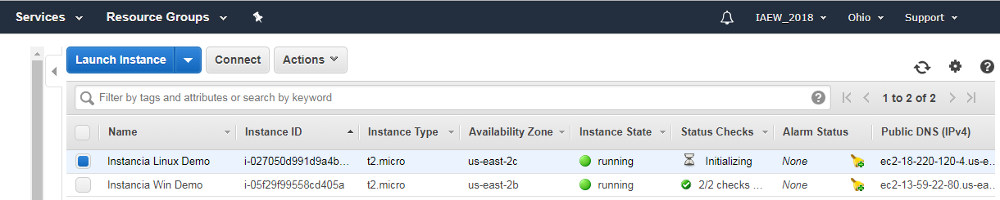 Services Resource Groups IAEW_2018 Ohio Support
Launch Instance Connect Actions
Filter by tags and attributes or search by keyword 1 to 2 of 2
Name Instance ID Instance Type Availability Zone Instance State Status Checks Alarm Status Public DNS (IPv4)
Instancia Linux Demo i-027050d991d9a4b... t2.micro us-east-2c running Initializing None ec2-18-220-120-4.us-e...
Instancia Win Demo i-05f29f99558cd405a t2.micro us-east-2b running 2/2 checks ... None ec2-13-59-22-80.us-ea...